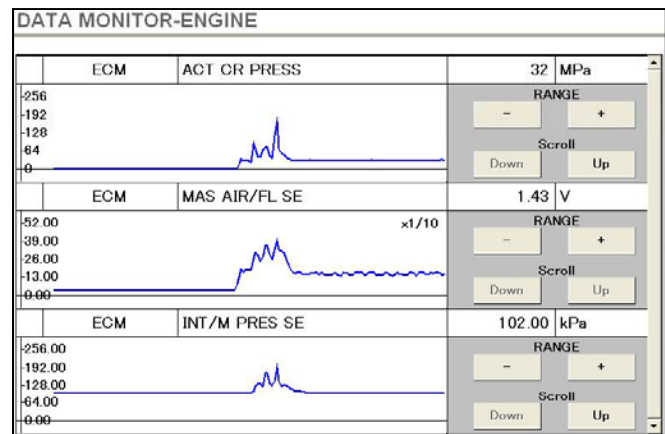 DATA MONITOR-ENGINE
ECM ACT CR PRESS 32 MPa
256
192
128
64
0
RANGE
- +
Scroll
Down Up
ECM MAS AIR/FL SE 1.43 V
52.00
39.00
26.00
13.00
0.00
x1/10
RANGE
- +
Scroll
Down Up
ECM INT/M PRES SE 102.00 kPa
256.00
192.00
128.00
64.00
0.00
RANGE
- +
Scroll
Down Up